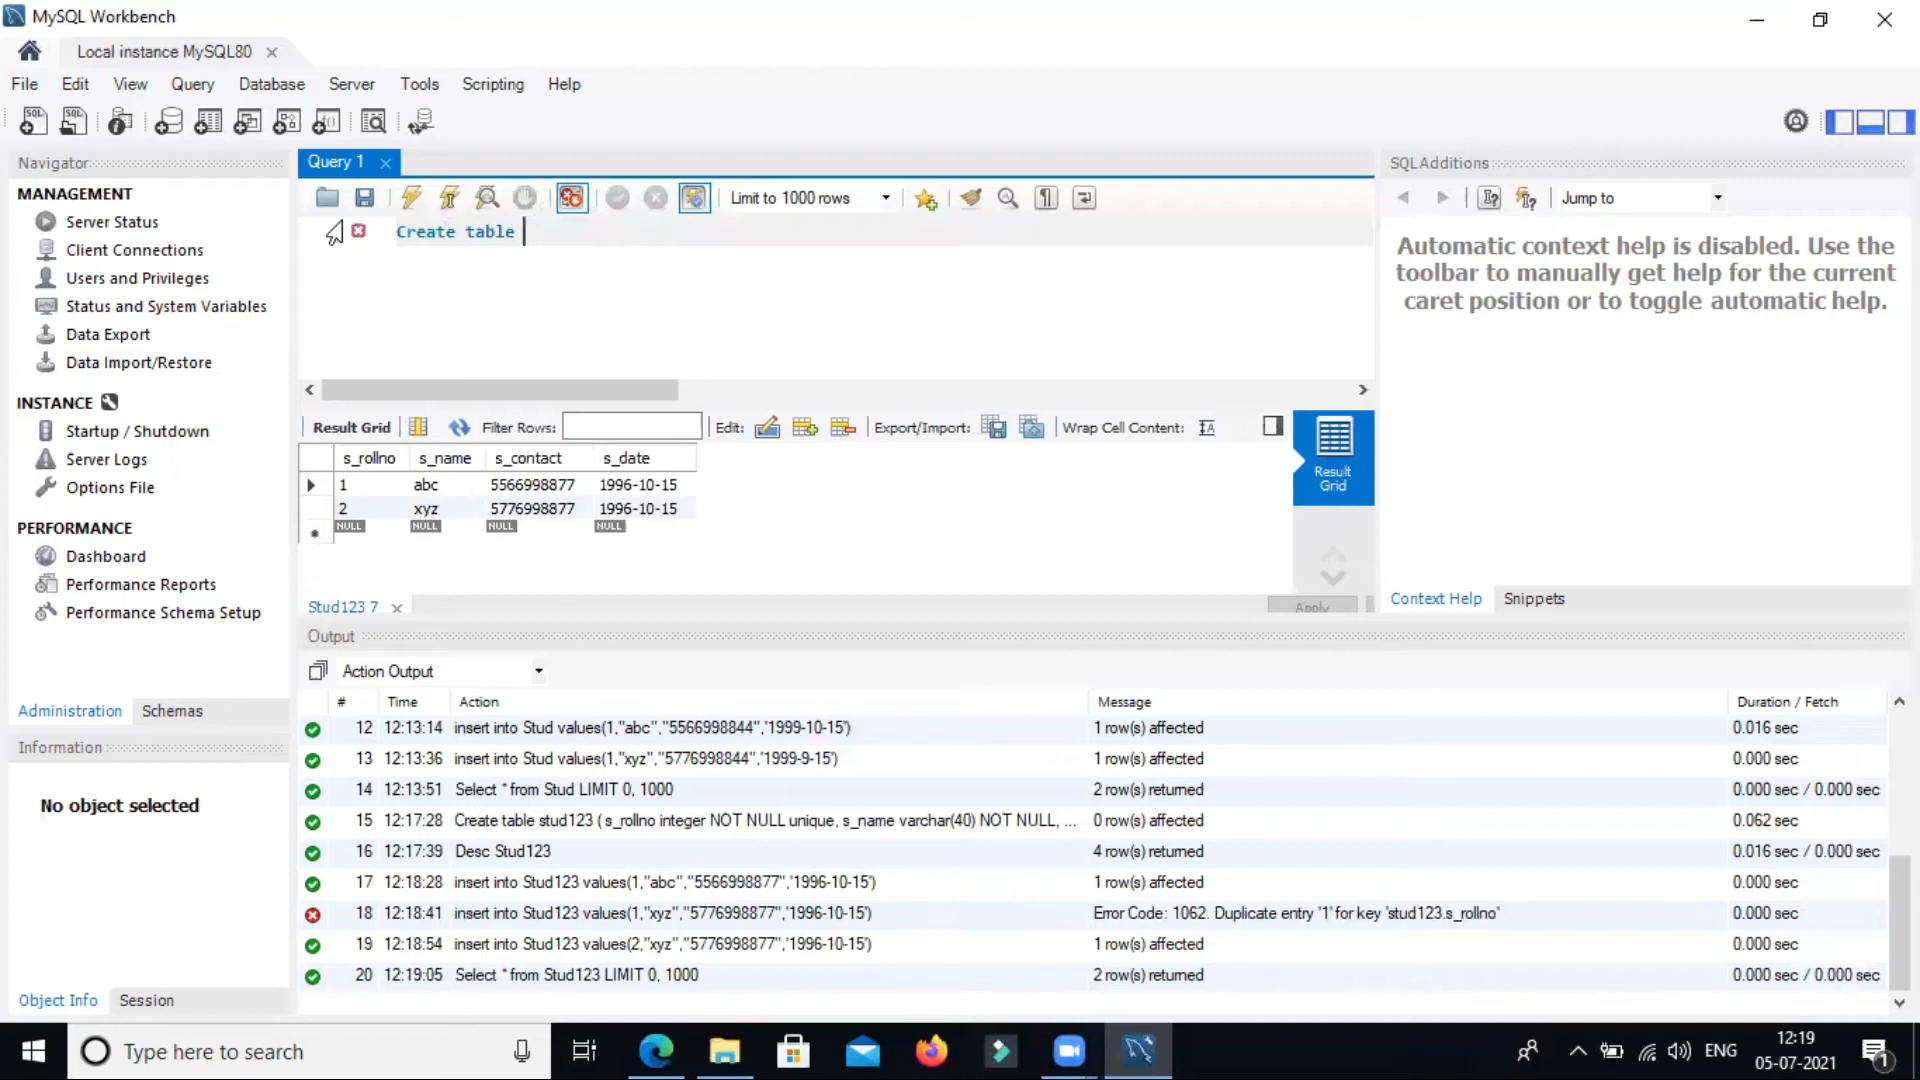 MySQL Workbench
Local instance MySQL80
File Edit View Query Database Server Tools Scripting Help
Navigator
MANAGEMENT
Server Status
Client Connections
Users and Privileges
Status and System Variables
Data Export
Data Import/Restore
INSTANCE
Startup / Shutdown
Server Logs
Options File
PERFORMANCE
Dashboard
Performance Reports
Performance Schema Setup
Administration Schemas
Information
No object selected
Object Info Session
Query 1
Limit to 1000 rows
Create table
Result Grid Filter Rows: Edit: Export/Import: Wrap Cell Content:
s_rollno s_name s_contact s_date
1 abc 5566998877 1996-10-15
2 xyz 5776998877 1996-10-15
NULL NULL NULL NULL
Result
Grid
Stud123 7
Apply
SQLAdditions
Jump to
Automatic context help is disabled. Use the
toolbar to manually get help for the current
caret position or to toggle automatic help.
Context Help Snippets
Output
Action Output
# Time Action Message Duration / Fetch
12 12:13:14 insert into Stud values(1,"abc","5566998844",'1999-10-15') 1 row(s) affected 0.016 sec
13 12:13:36 insert into Stud values(1,"xyz","5776998844",'1999-9-15') 1 row(s) affected 0.000 sec
14 12:13:51 Select * from Stud LIMIT 0, 1000 2 row(s) returned 0.000 sec / 0.000 sec
15 12:17:28 Create table stud123 ( s_rollno integer NOT NULL unique, s_name varchar(40) NOT NULL, ... 0 row(s) affected 0.062 sec
16 12:17:39 Desc Stud123 4 row(s) returned 0.016 sec / 0.000 sec
17 12:18:28 insert into Stud123 values(1,"abc","5566998877",'1996-10-15') 1 row(s) affected 0.000 sec
18 12:18:41 insert into Stud123 values(1,"xyz","5776998877",'1996-10-15') Error Code: 1062. Duplicate entry '1' for key 'stud123.s_rollno' 0.000 sec
19 12:18:54 insert into Stud123 values(2,"xyz","5776998877",'1996-10-15') 1 row(s) affected 0.000 sec
20 12:19:05 Select * from Stud123 LIMIT 0, 1000 2 row(s) returned 0.000 sec / 0.000 sec
Type here to search
ENG
12:19
05-07-2021
1